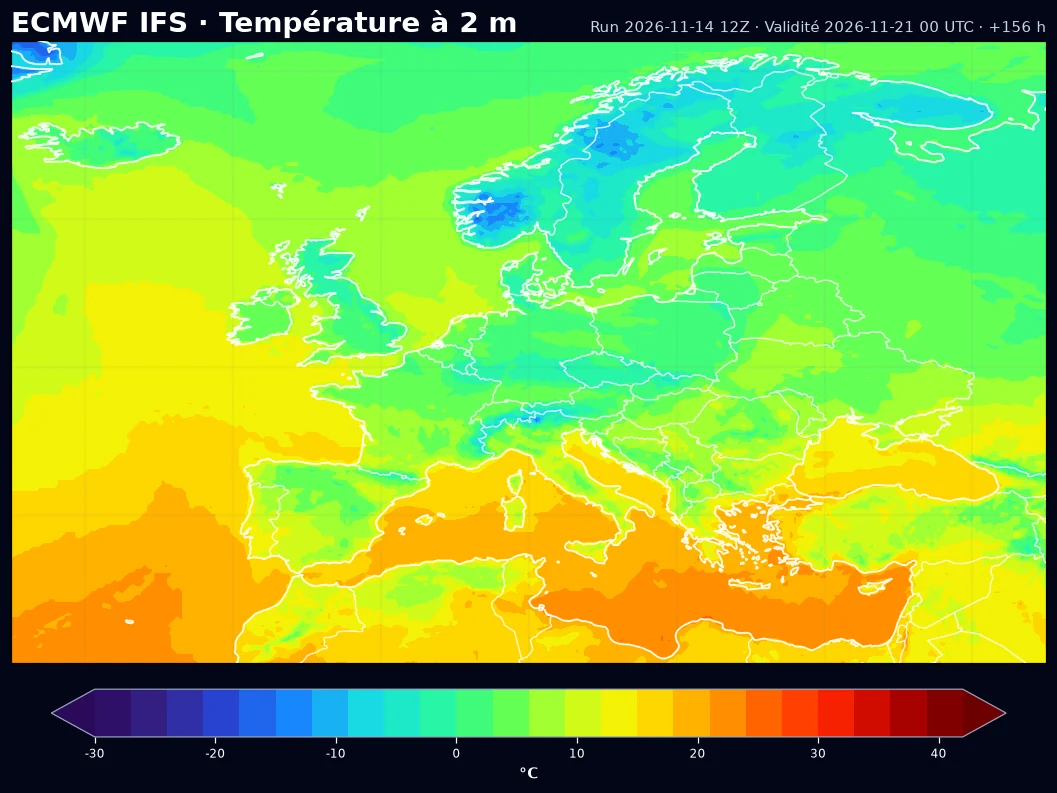 ECMWF IFS · Température à 2 m
Run 2026-11-14 12Z · Validité 2026-11-21 00 UTC · +156 h
-30 -20 -10 0 10 20 30 40
°C